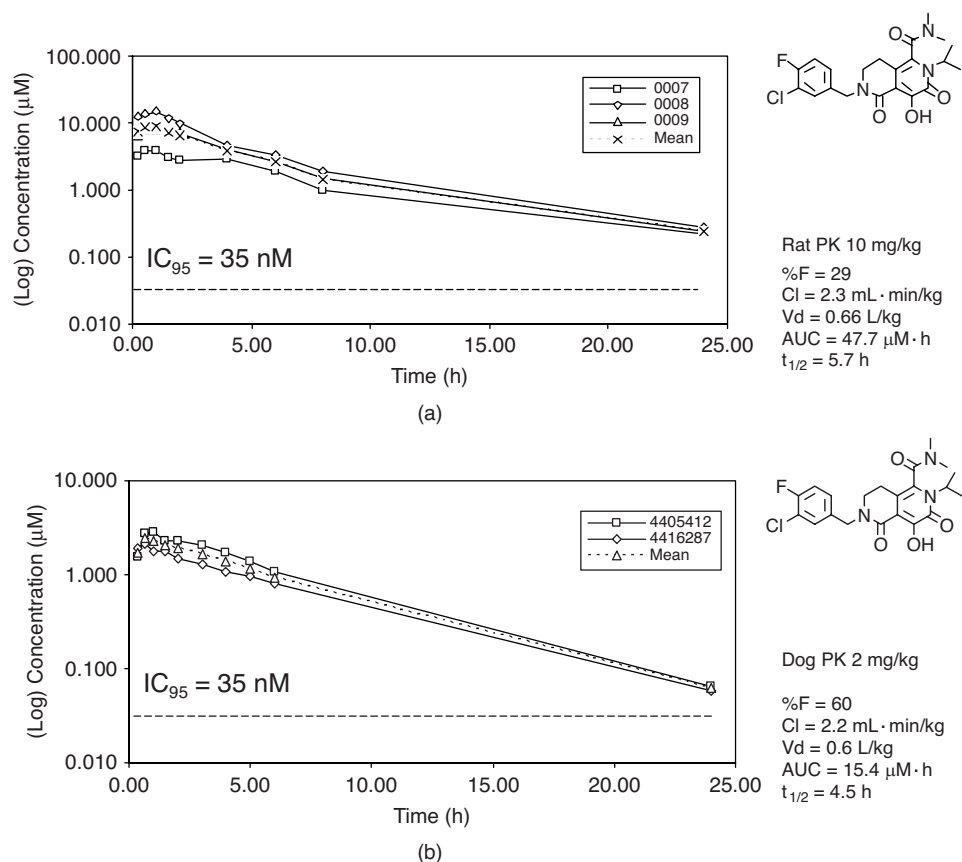 100.000
10.000
1.000
0.100
0.010
(Log) Concentration (μM)
0007
0008
0009
Mean
IC95 = 35 nM
0.00 5.00 10.00 15.00 20.00 25.00
Time (h)
(a)
O N
F
Cl
N
N
O
O
OH
Rat PK 10 mg/kg
%F = 29
Cl = 2.3 mL·min/kg
Vd = 0.66 L/kg
AUC = 47.7 μM·h
t1/2 = 5.7 h
10.000
1.000
0.100
0.010
(Log) Concentration (μM)
4405412
4416287
Mean
IC95 = 35 nM
0.00 5.00 10.00 15.00 20.00 25.00
Time (h)
(b)
O N
F
Cl
N
N
O
O
OH
Dog PK 2 mg/kg
%F = 60
Cl = 2.2 mL·min/kg
Vd = 0.6 L/kg
AUC = 15.4 μM·h
t1/2 = 4.5 h